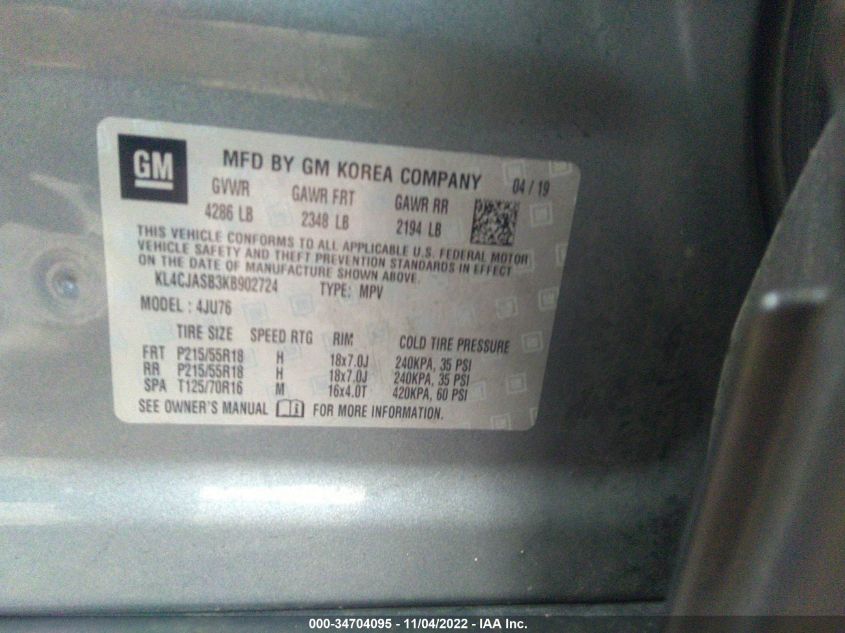 GM
MFD BY GM KOREA COMPANY 04 / 19
GVWR GAWR FRT GAWR RR
4286 LB 2348 LB 2194 LB
THIS VEHICLE CONFORMS TO ALL APPLICABLE U.S. FEDERAL MOTOR
VEHICLE SAFETY AND THEFT PREVENTION STANDARDS IN EFFECT
ON THE DATE OF MANUFACTURE SHOWN ABOVE.
KL4CJASB3KB902724 TYPE: MPV
MODEL : 4JU76
TIRE SIZE SPEED RTG RIM COLD TIRE PRESSURE
FRT P215/55R18 H 18x7.0J 240KPA, 35 PSI
RR P215/55R18 H 18x7.0J 240KPA, 35 PSI
SPA T125/70R16 M 16x4.0T 420KPA, 60 PSI
SEE OWNER'S MANUAL FOR MORE INFORMATION.
000-34704095 - 11/04/2022 - IAA Inc.